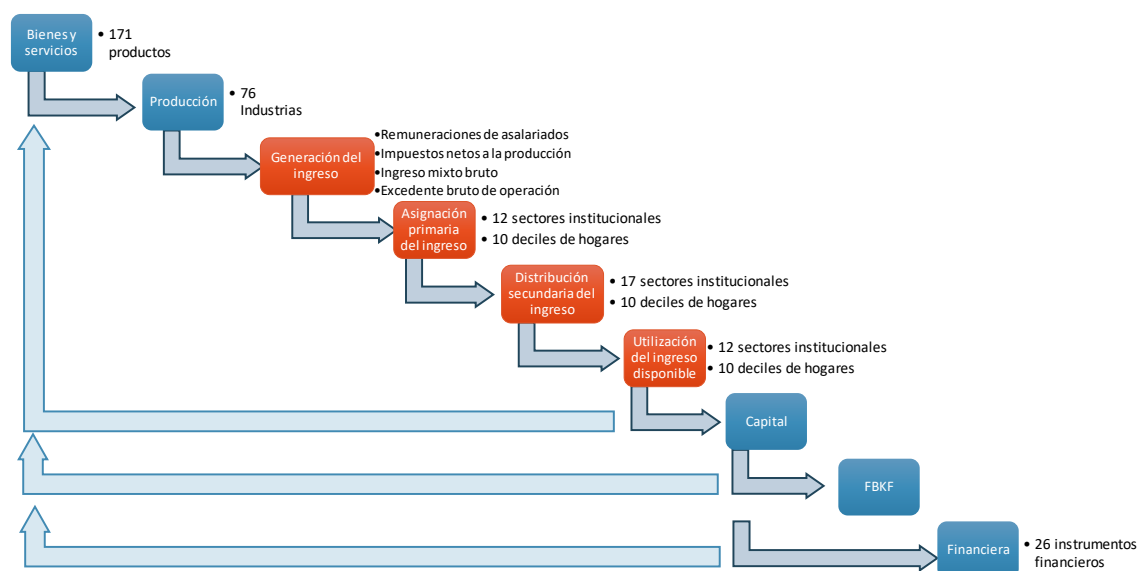 Bienes y
servicios
• 171
productos
Producción
• 76
Industrias
Generación del
ingreso
•Remuneraciones de asalariados
•Impuestos netos a la producción
•Ingreso mixto bruto
•Excedente bruto de operación
Asignación
primaria
del ingreso
• 12 sectores institucionales
• 10 deciles de hogares
Distribución
secundaria del
ingreso
• 17 sectores institucionales
• 10 deciles de hogares
Utilización
del ingreso
disponible
• 12 sectores institucionales
• 10 deciles de hogares
Capital
FBKF
Financiera
• 26 instrumentos
financieros